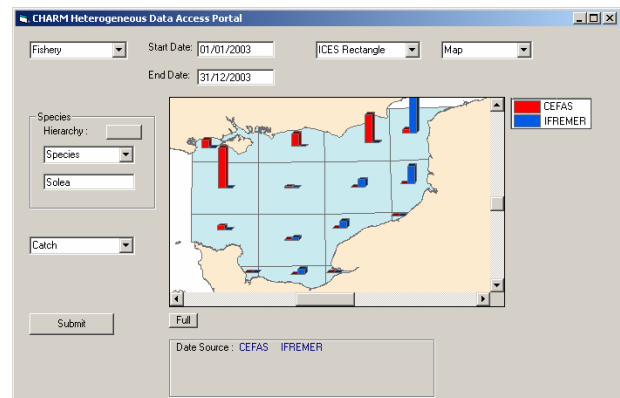 CHARM Heterogeneous Data Access Portal
Fishery
Start Date: 01/01/2003
ICES Rectangle
Map
End Date: 31/12/2003
CEFAS
IFREMER
Species
Hierarchy :
Species
Solea
Catch
Submit
Full
Date Source : CEFAS IFREMER